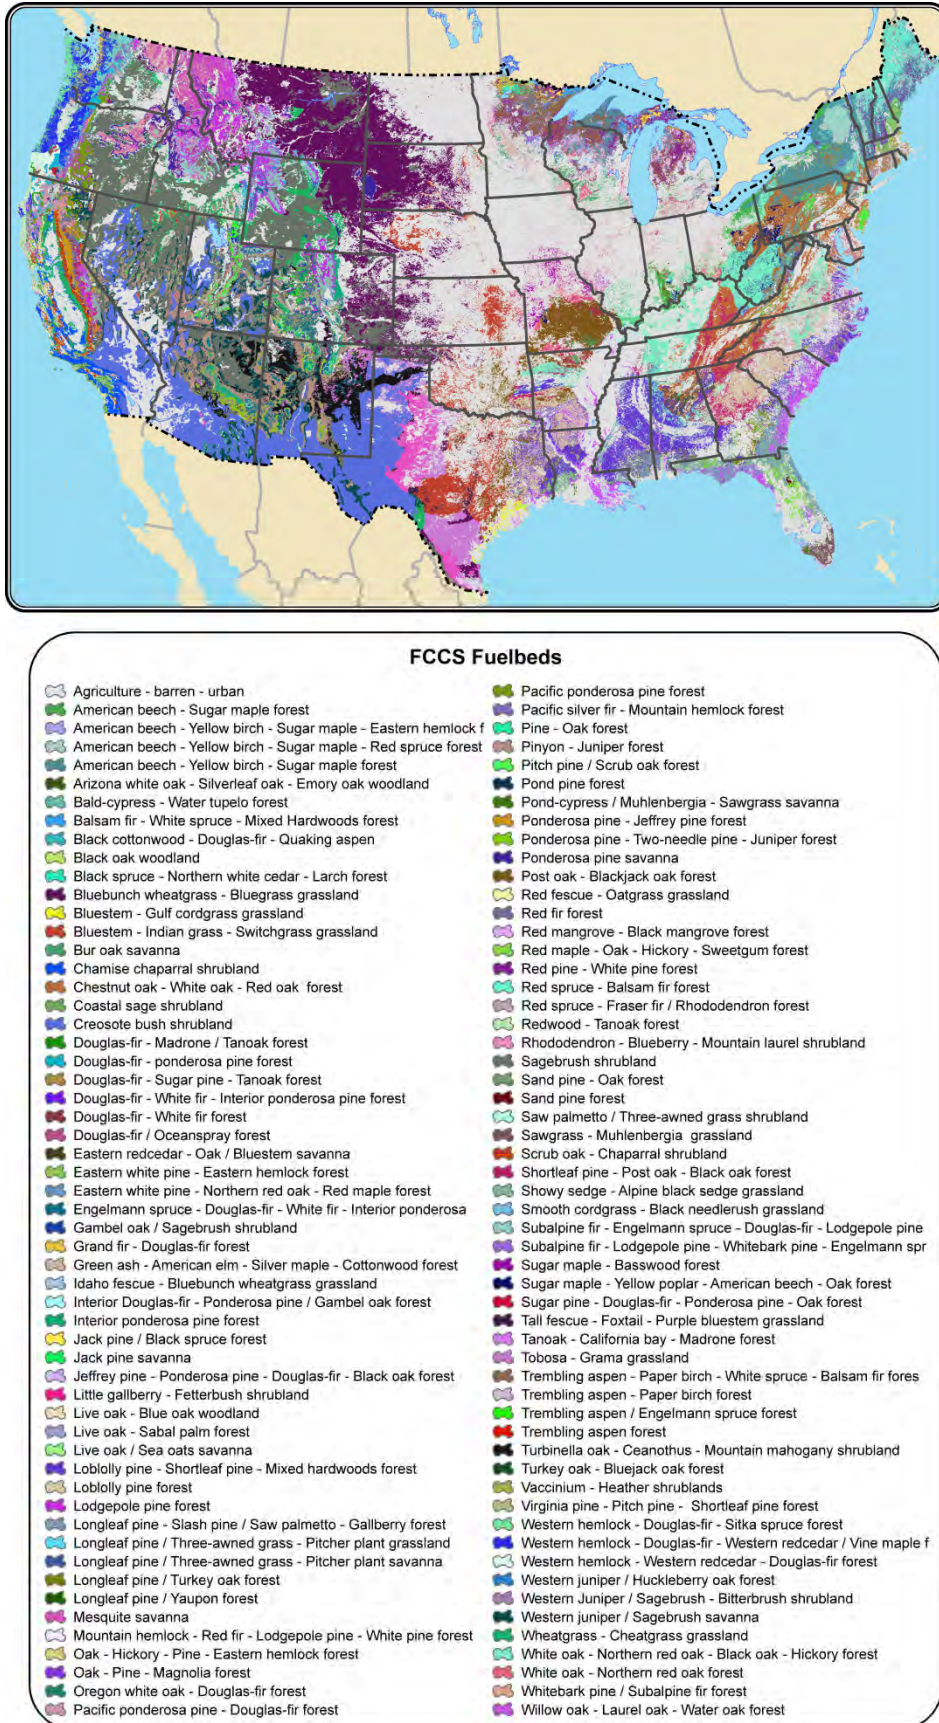 FCCS Fuelbeds
Agriculture - barren - urban
American beech - Sugar maple forest
American beech - Yellow birch - Sugar maple - Eastern hemlock f
American beech - Yellow birch - Sugar maple - Red spruce forest
American beech - Yellow birch - Sugar maple forest
Arizona white oak - Silverleaf oak - Emory oak woodland
Bald-cypress - Water tupelo forest
Balsam fir - White spruce - Mixed Hardwoods forest
Black cottonwood - Douglas-fir - Quaking aspen
Black oak woodland
Black spruce - Northern white cedar - Larch forest
Bluebunch wheatgrass - Bluegrass grassland
Bluestem - Gulf cordgrass grassland
Bluestem - Indian grass - Switchgrass grassland
Bur oak savanna
Chamise chaparral shrubland
Chestnut oak - White oak - Red oak forest
Coastal sage shrubland
Creosote bush shrubland
Douglas-fir - Madrone / Tanoak forest
Douglas-fir - ponderosa pine forest
Douglas-fir - Sugar pine - Tanoak forest
Douglas-fir - White fir - Interior ponderosa pine forest
Douglas-fir - White fir forest
Douglas-fir / Oceanspray forest
Eastern redcedar - Oak / Bluestem savanna
Eastern white pine - Eastern hemlock forest
Eastern white pine - Northern red oak - Red maple forest
Engelmann spruce - Douglas-fir - White fir - Interior ponderosa
Gambel oak / Sagebrush shrubland
Grand fir - Douglas-fir forest
Green ash - American elm - Silver maple - Cottonwood forest
Idaho fescue - Bluebunch wheatgrass grassland
Interior Douglas-fir - Ponderosa pine / Gambel oak forest
Interior ponderosa pine forest
Jack pine / Black spruce forest
Jack pine savanna
Jeffrey pine - Ponderosa pine - Douglas-fir - Black oak forest
Little gallberry - Fetterbush shrubland
Live oak - Blue oak woodland
Live oak - Sabal palm forest
Live oak / Sea oats savanna
Loblolly pine - Shortleaf pine - Mixed hardwoods forest
Loblolly pine forest
Lodgepole pine forest
Longleaf pine - Slash pine / Saw palmetto - Gallberry forest
Longleaf pine / Three-awned grass - Pitcher plant grassland
Longleaf pine / Three-awned grass - Pitcher plant savanna
Longleaf pine / Turkey oak forest
Longleaf pine / Yaupon forest
Mesquite savanna
Mountain hemlock - Red fir - Lodgepole pine - White pine forest
Oak - Hickory - Pine - Eastern hemlock forest
Oak - Pine - Magnolia forest
Oregon white oak - Douglas-fir forest
Pacific ponderosa pine - Douglas-fir forest
Pacific ponderosa pine forest
Pacific silver fir - Mountain hemlock forest
Pine - Oak forest
Pinyon - Juniper forest
Pitch pine / Scrub oak forest
Pond pine forest
Pond-cypress / Muhlenbergia - Sawgrass savanna
Ponderosa pine - Jeffrey pine forest
Ponderosa pine - Two-needle pine - Juniper forest
Ponderosa pine savanna
Post oak - Blackjack oak forest
Red fescue - Oatgrass grassland
Red fir forest
Red mangrove - Black mangrove forest
Red maple - Oak - Hickory - Sweetgum forest
Red pine - White pine forest
Red spruce - Balsam fir forest
Red spruce - Fraser fir / Rhododendron forest
Redwood - Tanoak forest
Rhododendron - Blueberry - Mountain laurel shrubland
Sagebrush shrubland
Sand pine - Oak forest
Sand pine forest
Saw palmetto / Three-awned grass shrubland
Sawgrass - Muhlenbergia grassland
Scrub oak - Chaparral shrubland
Shortleaf pine - Post oak - Black oak forest
Showy sedge - Alpine black sedge grassland
Smooth cordgrass - Black needlerush grassland
Subalpine fir - Engelmann spruce - Douglas-fir - Lodgepole pine
Subalpine fir - Lodgepole pine - Whitebark pine - Engelmann spr
Sugar maple - Basswood forest
Sugar maple - Yellow poplar - American beech - Oak forest
Sugar pine - Douglas-fir - Ponderosa pine - Oak forest
Tall fescue - Foxtail - Purple bluestem grassland
Tanoak - California bay - Madrone forest
Tobosa - Grama grassland
Trembling aspen - Paper birch - White spruce - Balsam fir fores
Trembling aspen - Paper birch forest
Trembling aspen / Engelmann spruce forest
Trembling aspen forest
Turbinella oak - Ceanothus - Mountain mahogany shrubland
Turkey oak - Bluejack oak forest
Vaccinium - Heather shrublands
Virginia pine - Pitch pine - Shortleaf pine forest
Western hemlock - Douglas-fir - Sitka spruce forest
Western hemlock - Douglas-fir - Western redcedar / Vine maple f
Western hemlock - Western redcedar - Douglas-fir forest
Western juniper / Huckleberry oak forest
Western Juniper / Sagebrush - Bitterbrush shrubland
Western juniper / Sagebrush savanna
Wheatgrass - Cheatgrass grassland
White oak - Northern red oak - Black oak - Hickory forest
White oak - Northern red oak forest
Whitebark pine / Subalpine fir forest
Willow oak - Laurel oak - Water oak forest